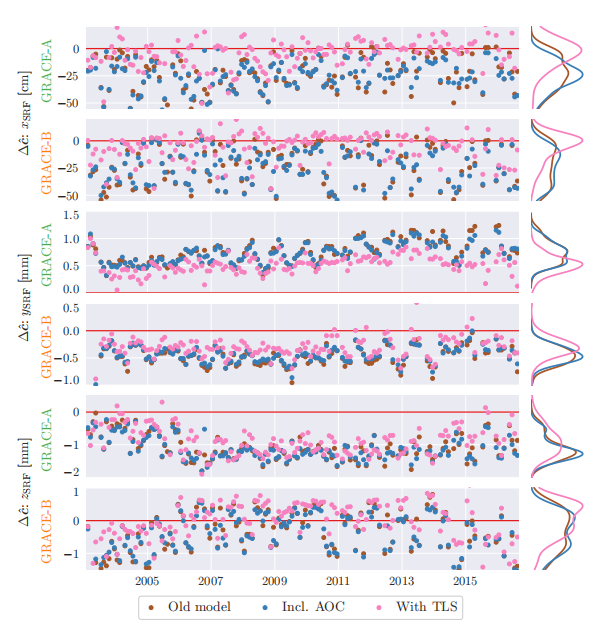 Δĉ: xSRF [cm]
GRACE-A
0
−25
−50
GRACE-B
0
−25
−50
Δĉ: ySRF [mm]
GRACE-A
1.5
1.0
0.5
0.0
GRACE-B
0.5
0.0
−0.5
−1.0
Δĉ: zSRF [mm]
GRACE-A
0
−1
−2
GRACE-B
1
0
−1
2005 2007 2009 2011 2013 2015
Old model Incl. AOC With TLS